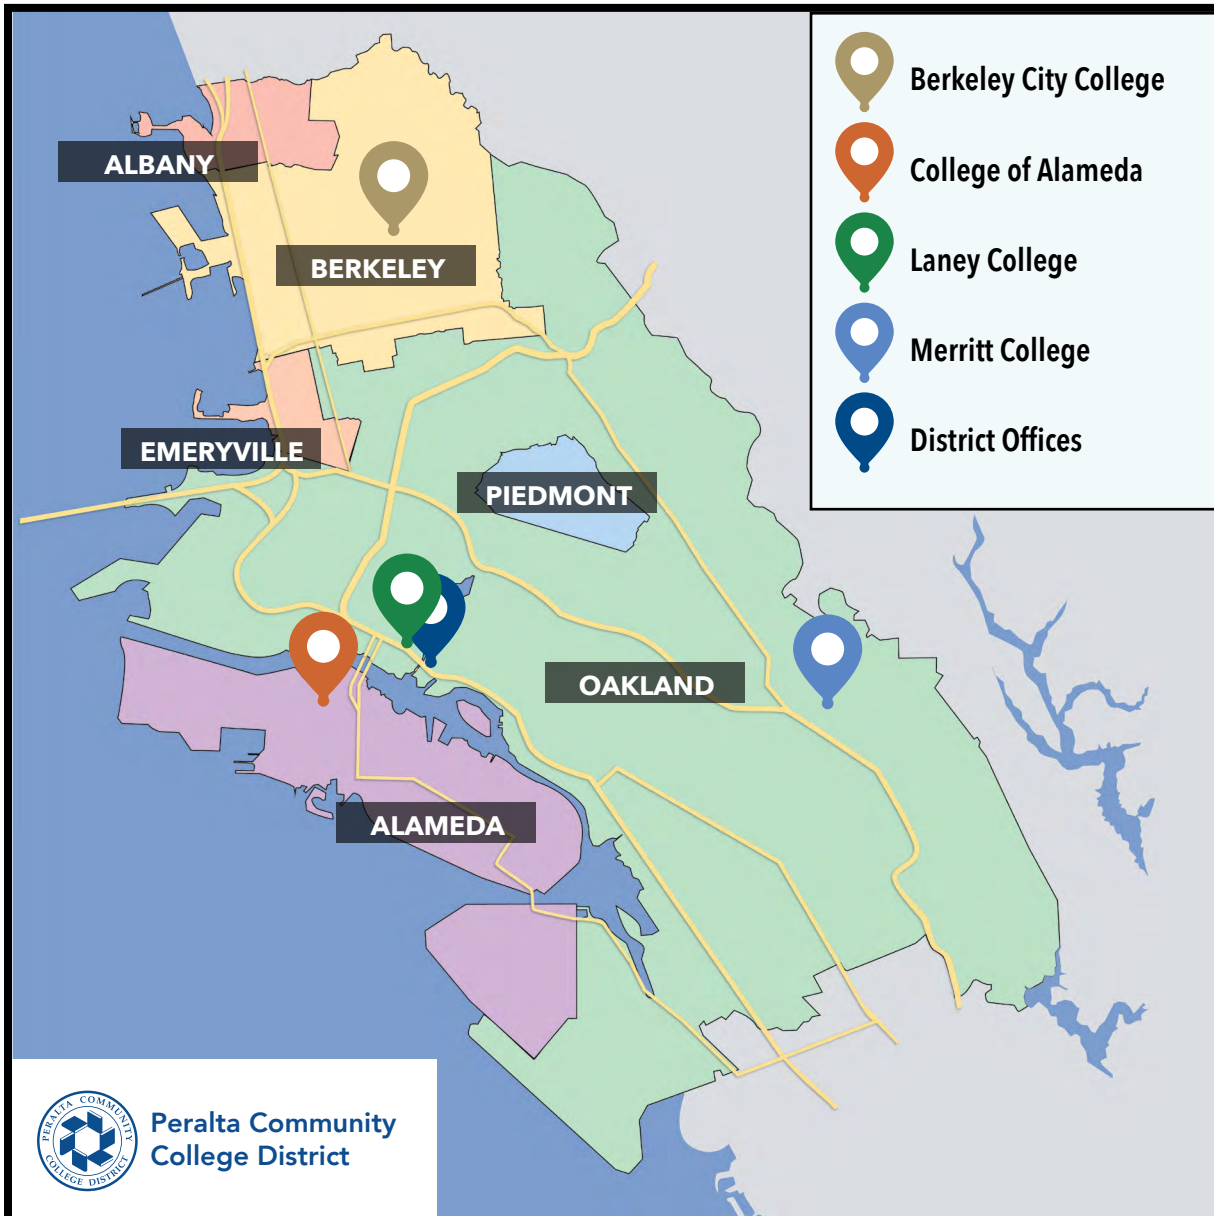 Berkeley City College
College of Alameda
Laney College
Merritt College
District Offices
ALBANY
BERKELEY
EMERYVILLE
PIEDMONT
OAKLAND
ALAMEDA
PERALTA COMMUNITY
COLLEGE DISTRICT
Peralta Community
College District